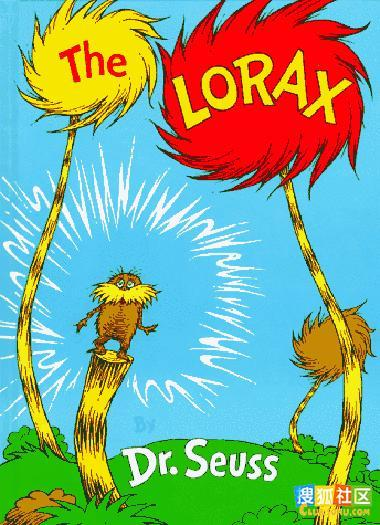 The
LORAX
By
Dr. Seuss
搜狐社区